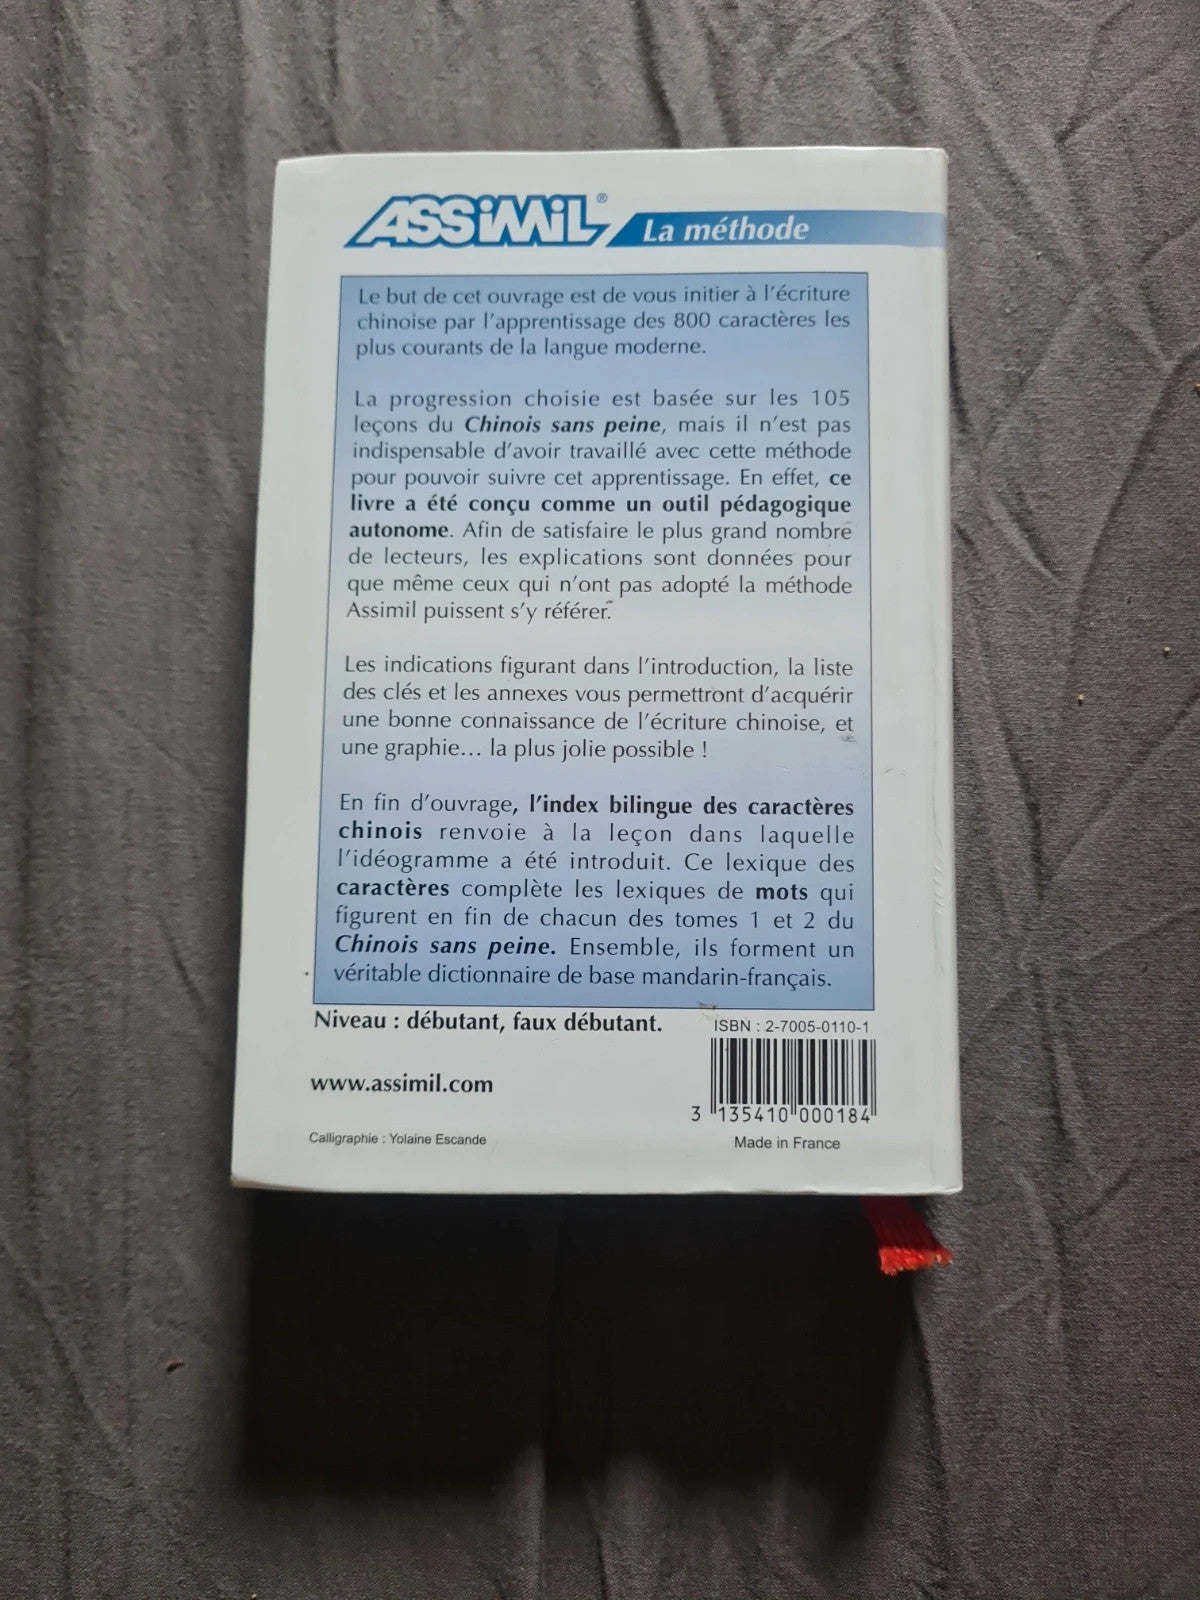 ASSiMiL®
La méthode
Le but de cet ouvrage est de vous initier à l'écriture
chinoise par l'apprentissage des 800 caractères les
plus courants de la langue moderne.
La progression choisie est basée sur les 105
leçons du Chinois sans peine, mais il n'est pas
indispensable d'avoir travaillé avec cette méthode
pour pouvoir suivre cet apprentissage. En effet, ce
livre a été conçu comme un outil pédagogique
autonome. Afin de satisfaire le plus grand nombre
de lecteurs, les explications sont données pour
que même ceux qui n'ont pas adopté la méthode
Assimil puissent s'y référer.
Les indications figurant dans l'introduction, la liste
des clés et les annexes vous permettront d'acquérir
une bonne connaissance de l'écriture chinoise, et
une graphie... la plus jolie possible !
En fin d'ouvrage, l'index bilingue des caractères
chinois renvoie à la leçon dans laquelle
l'idéogramme a été introduit. Ce lexique des
caractères complète les lexiques de mots qui
figurent en fin de chacun des tomes 1 et 2 du
Chinois sans peine. Ensemble, ils forment un
véritable dictionnaire de base mandarin-français.
Niveau : débutant, faux débutant.
ISBN : 2-7005-0110-1
www.assimil.com
3 135410 000184
Calligraphie : Yolaine Escande
Made in France